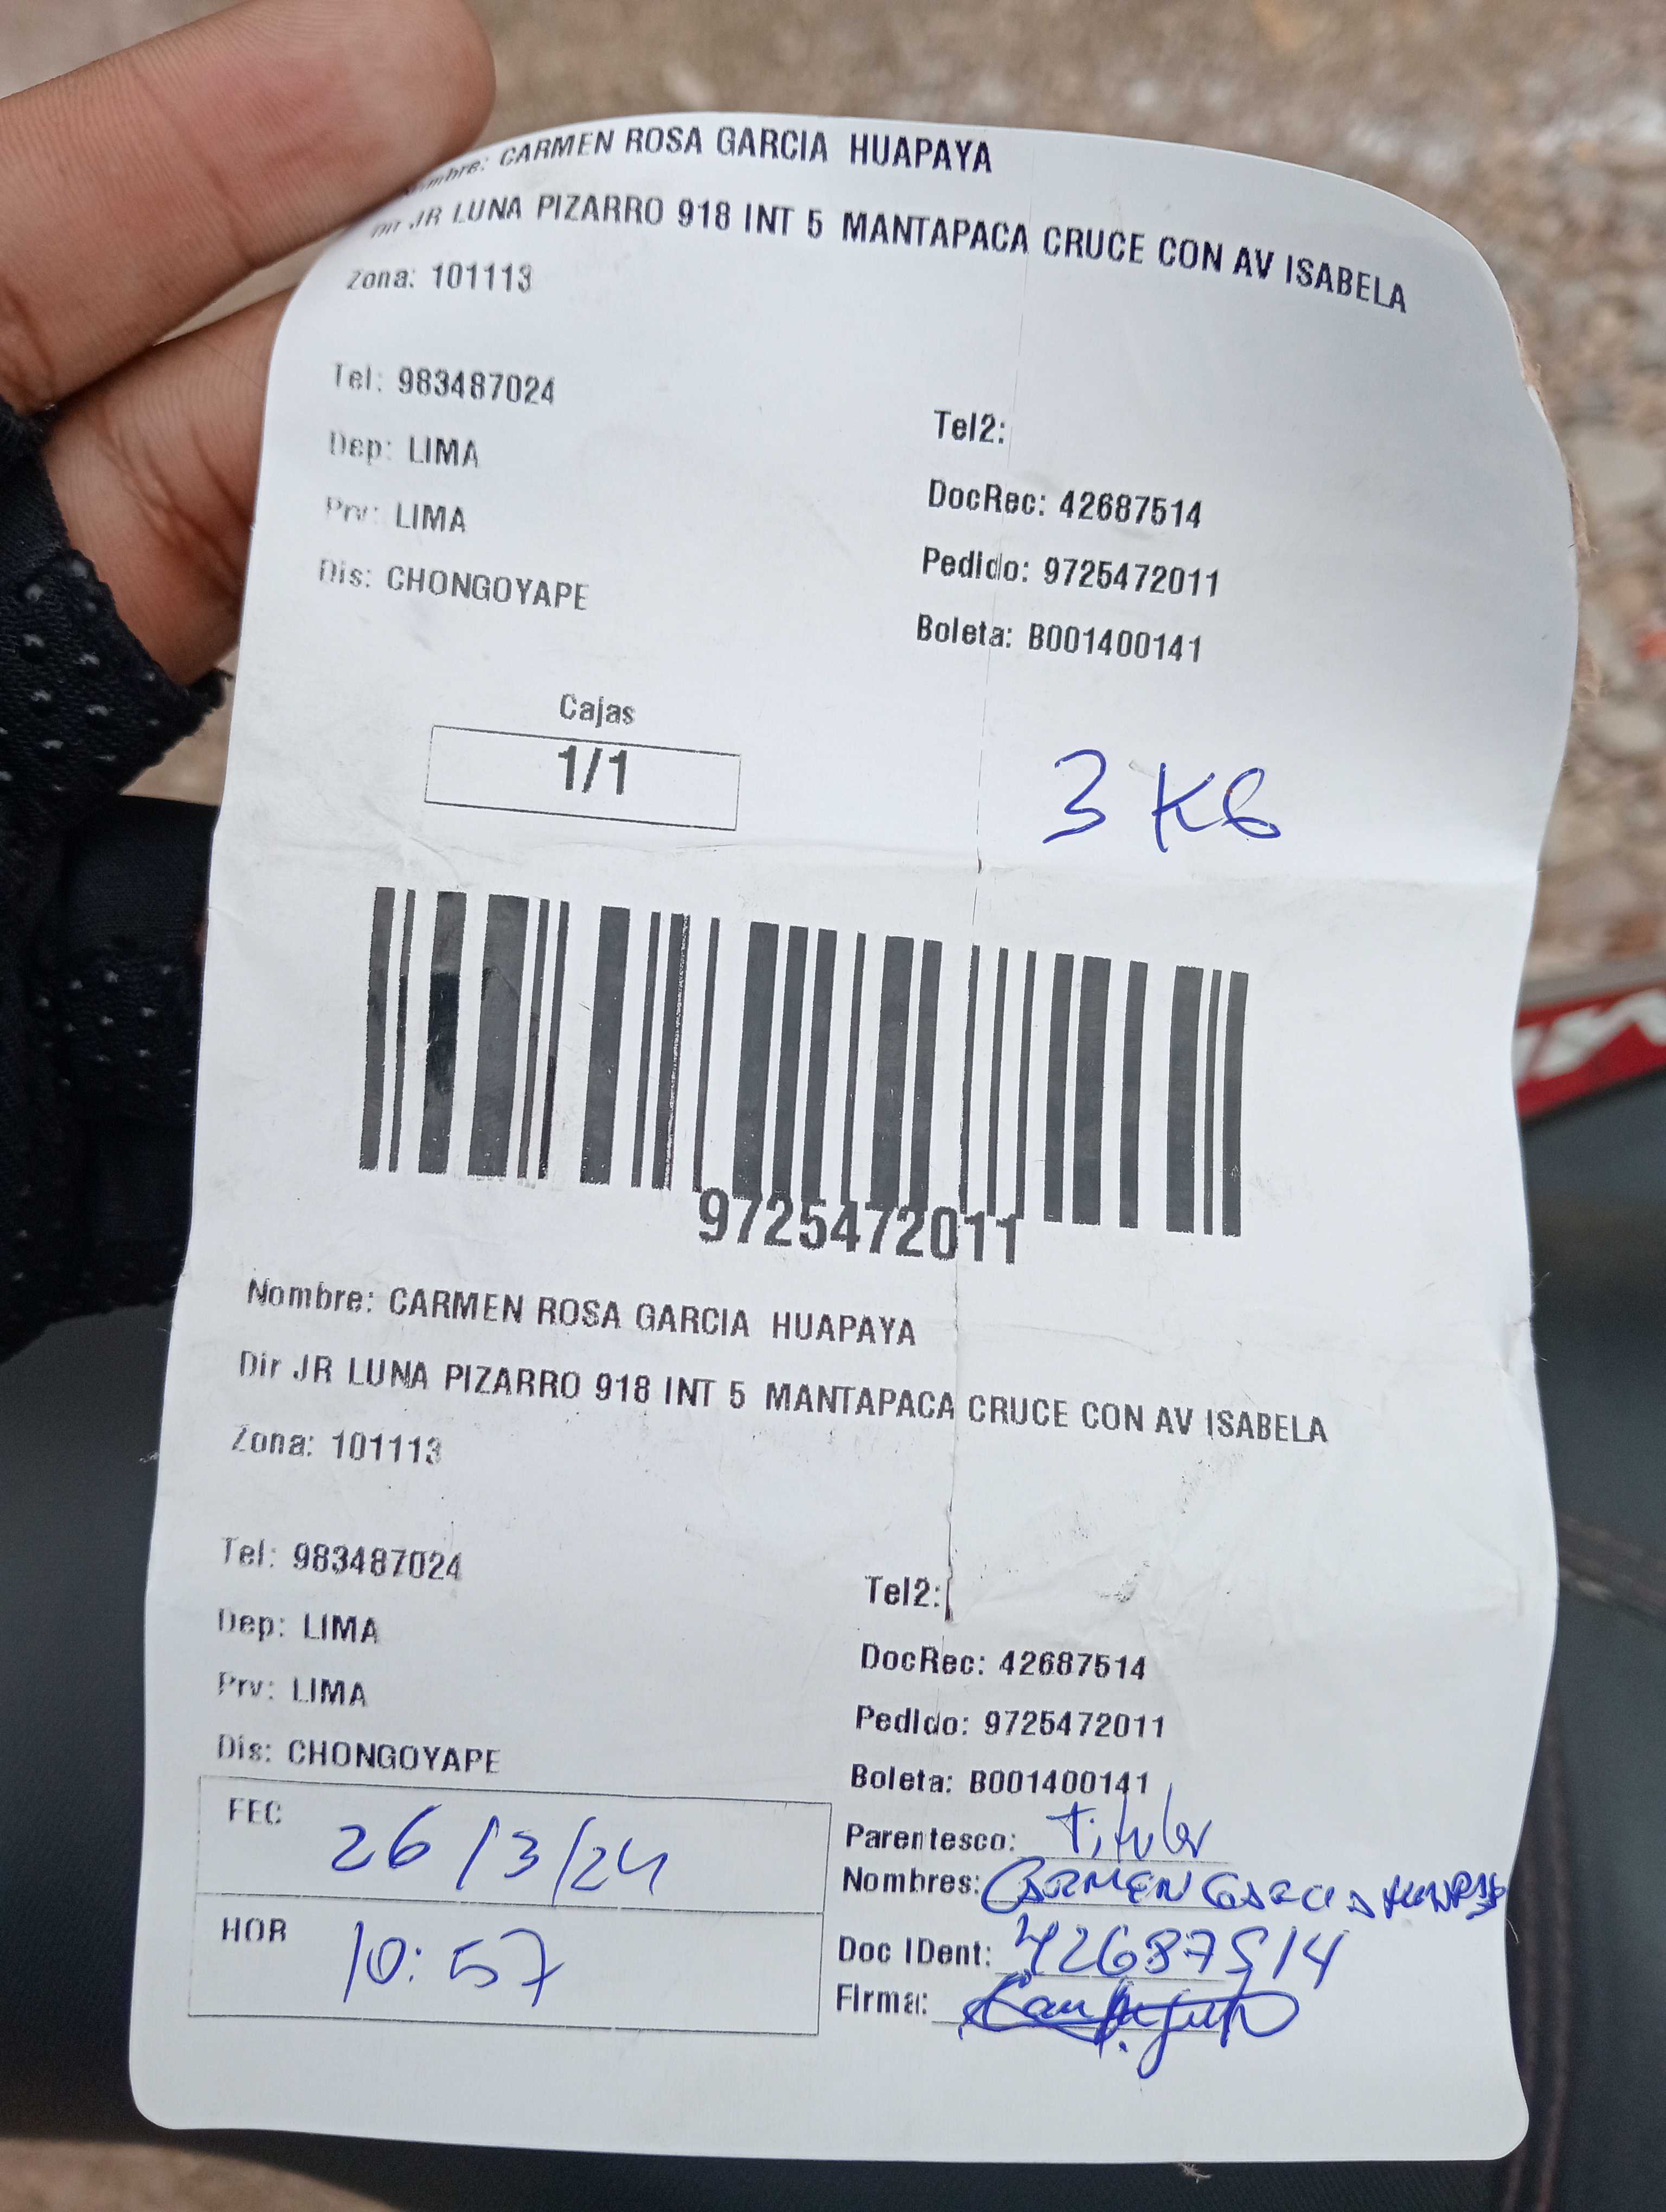 Nombre: CARMEN ROSA GARCIA HUAPAYA
Dir JR LUNA PIZARRO 918 INT 5 MANTAPACA CRUCE CON AV ISABELA
Zona: 101113
Tel: 983487024
Tel2:
Dep: LIMA
DocRec: 42687514
Prv: LIMA
Pedido: 9725472011
Dis: CHONGOYAPE
Boleta: B001400141
Cajas
1/1
3 KG
9725472011
Nombre: CARMEN ROSA GARCIA HUAPAYA
Dir JR LUNA PIZARRO 918 INT 5 MANTAPACA CRUCE CON AV ISABELA
Zona: 101113
Tel: 983487024
Tel2:
Dep: LIMA
DocRec: 42687514
Prv: LIMA
Pedido: 9725472011
Dis: CHONGOYAPE
Boleta: B001400141
FEC 26/3/24
Parentesco: Titular
Nombres: CARMEN GARCIA
HOR 10:57
Doc IDent: 42687514
Firma: